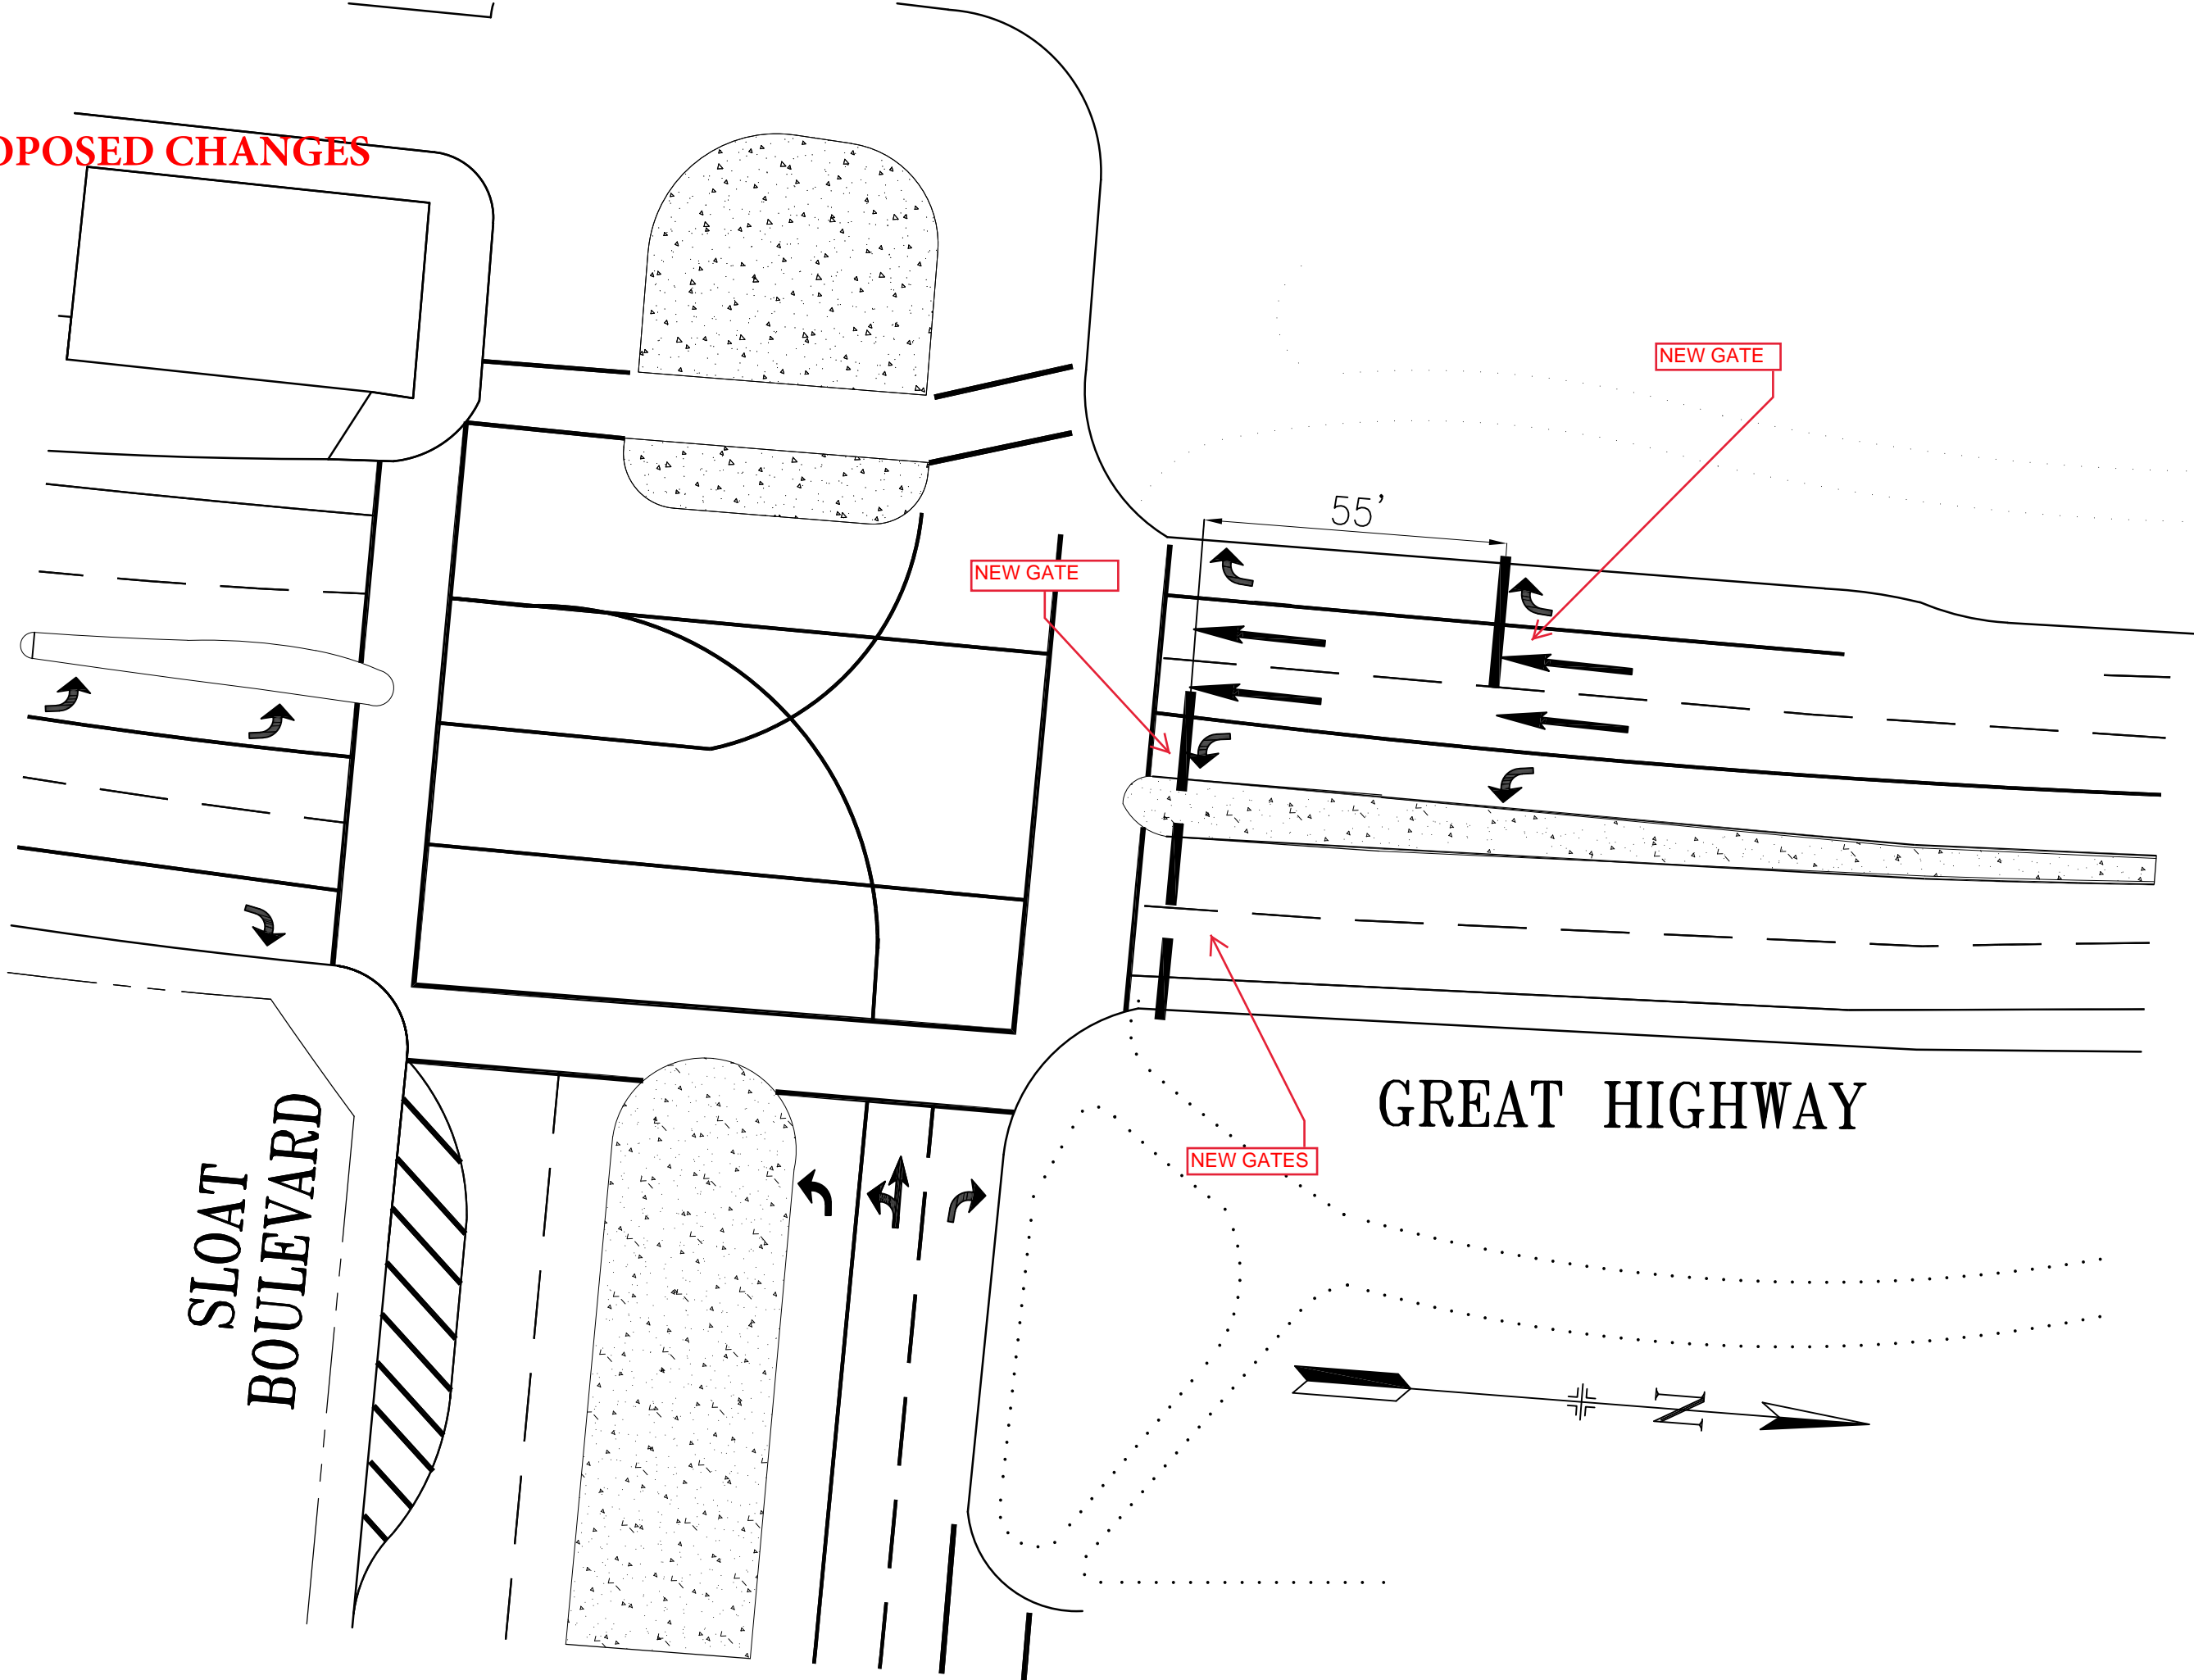 OPOSED CHANGES
NEW GATE
55'
NEW GATE
GREAT HIGHWAY
NEW GATES
SLOAT
BOULEVARD
N